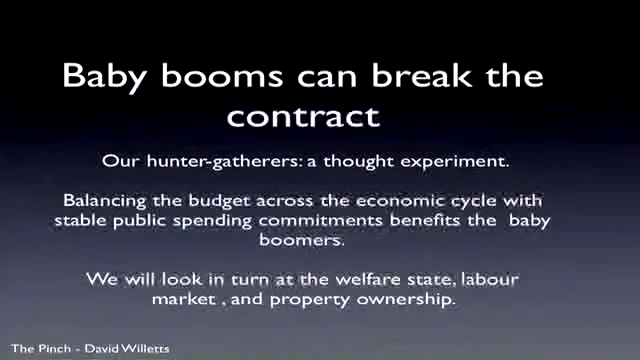 Baby booms can break the
contract
Our hunter-gatherers: a thought experiment.
Balancing the budget across the economic cycle with
stable public spending commitments benefits the baby
boomers.
We will look in turn at the welfare state, labour
market , and property ownership.
The Pinch - David Willetts